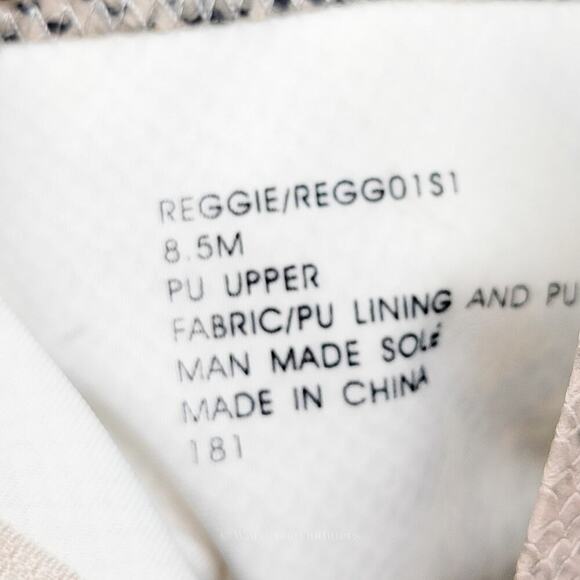 REGGIE/REGG01S1
8.5M
PU UPPER
FABRIC/PU LINING AND PU
MAN MADE SOLE
MADE IN CHINA
181